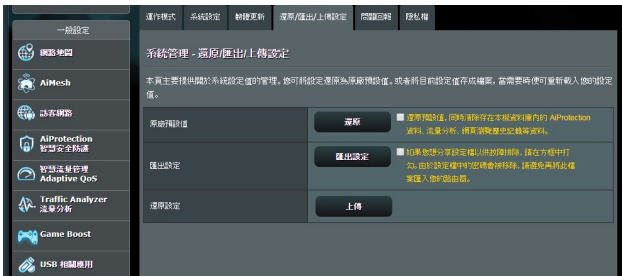 運作模式 系統設定 韌體更新 還原/匯出/上傳設定 問題回報 隱私權
一般設定
網路地圖
AiMesh
訪客網路
AiProtection
智慧安全防護
智慧流量管理
Adaptive QoS
Traffic Analyzer
流量分析
Game Boost
USB 相關應用
系統管理 - 還原/匯出/上傳設定
本頁主要提供關於系統設定值的管理。您可將設定還原為原廠預設值。或者將目前設定值存成檔案，當需要時便可重新載入您的設定
值。
原廠預設值
還原
還原預設值，同時清除存在本機資料庫內的 AiProtection
資料、流量分析、網頁瀏覽歷史記錄等資料。
匯出設定
匯出設定
如果您想分享設定檔以供故障排除，請在方框中打
勾。由於設定檔中的密碼會被移除，請避免再將此檔
案匯入您的路由器。
還原設定
上傳